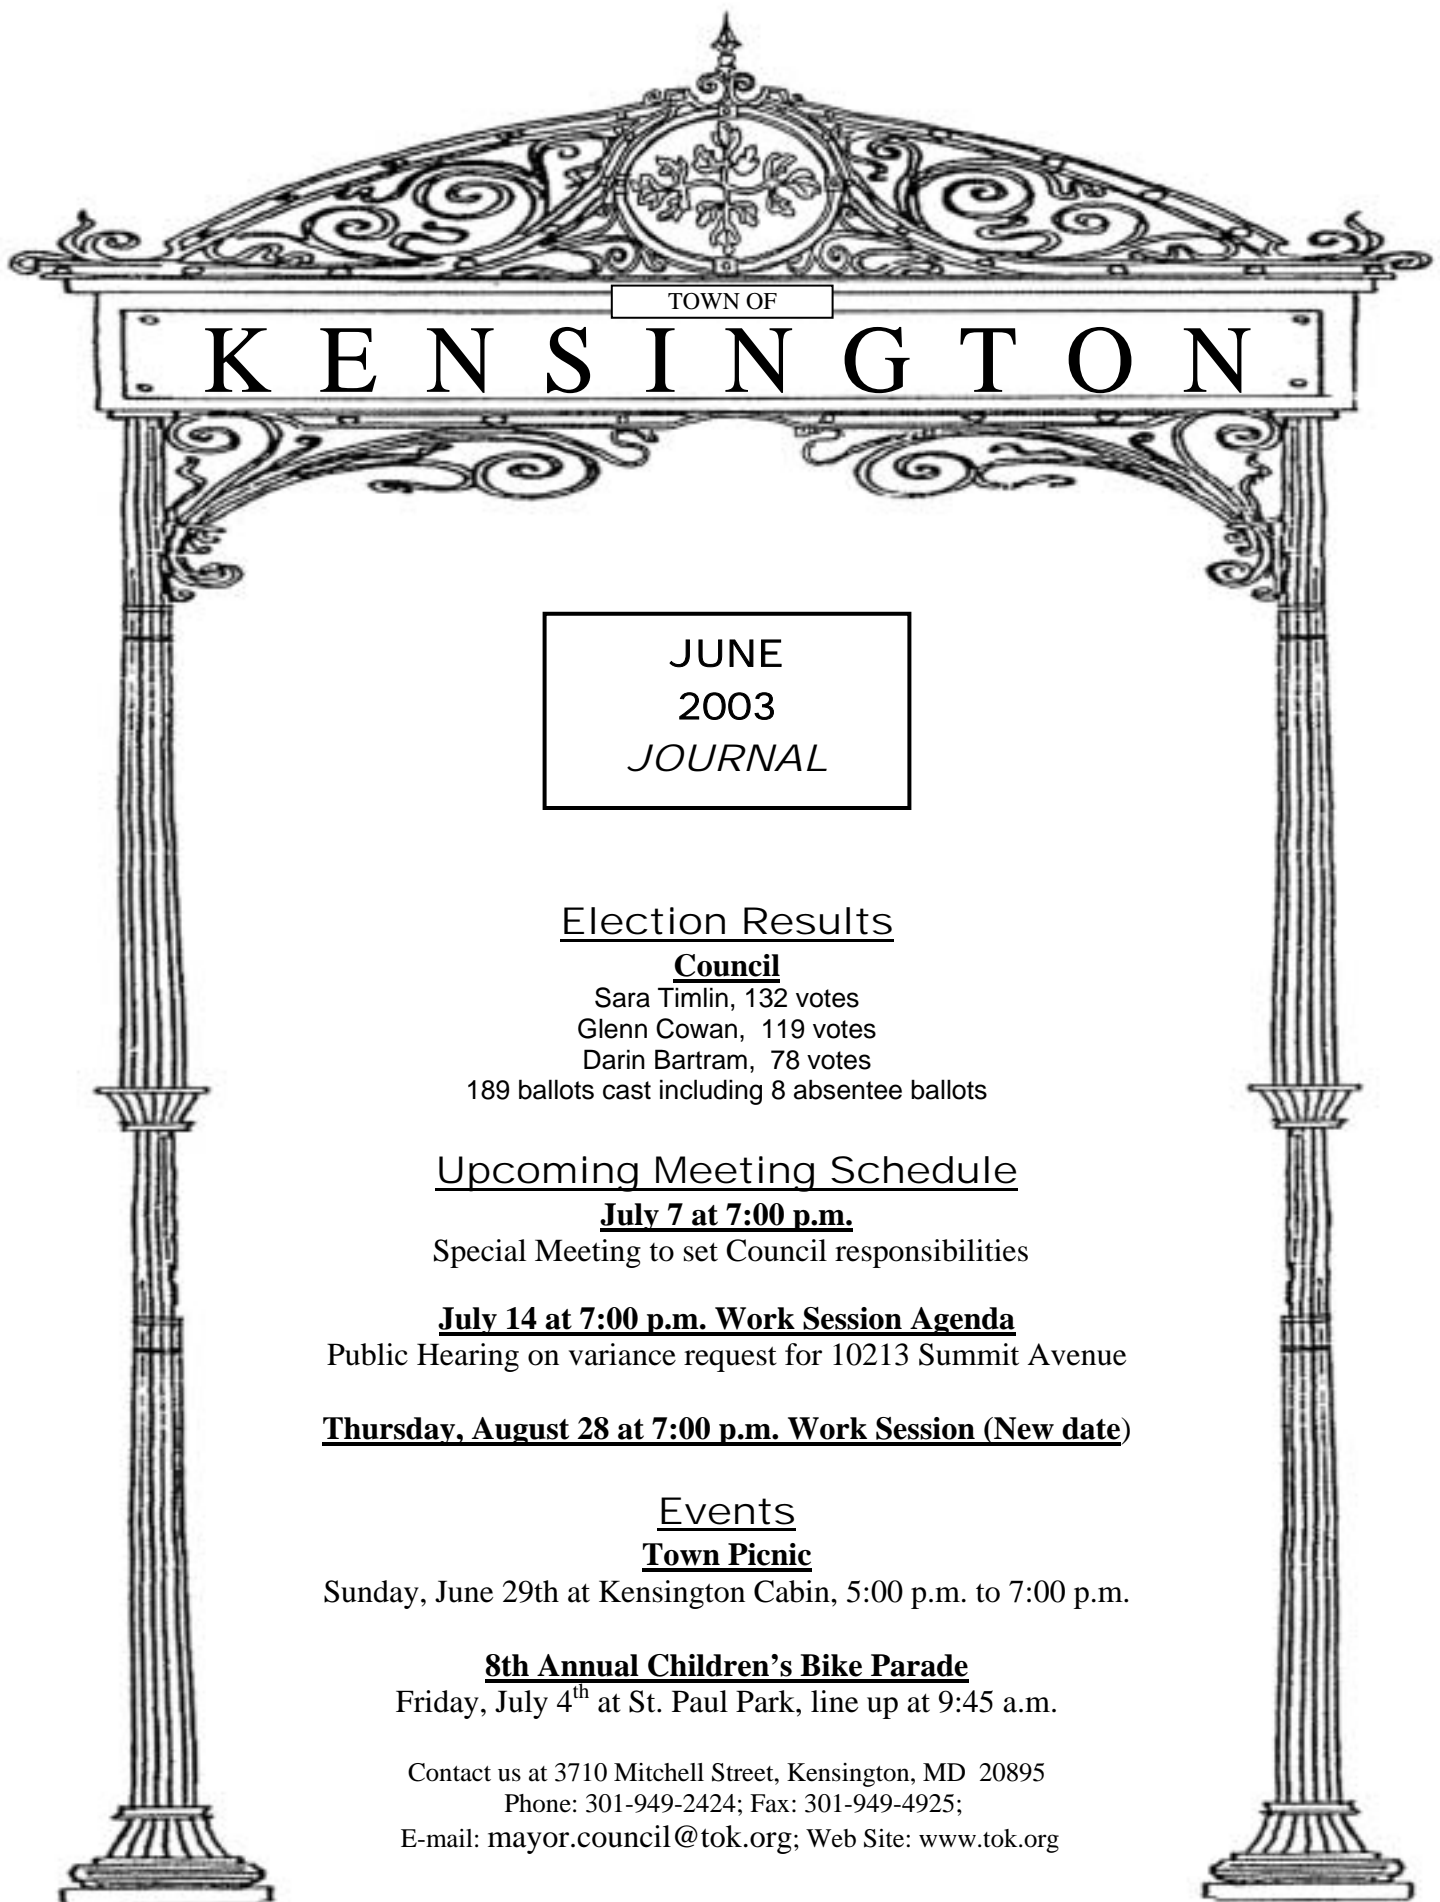 TOWN OF
KENSINGTON
JUNE
2003
JOURNAL
Election Results
Council
Sara Timlin, 132 votes
Glenn Cowan, 119 votes
Darin Bartram, 78 votes
189 ballots cast including 8 absentee ballots
Upcoming Meeting Schedule
July 7 at 7:00 p.m.
Special Meeting to set Council responsibilities
July 14 at 7:00 p.m. Work Session Agenda
Public Hearing on variance request for 10213 Summit Avenue
Thursday, August 28 at 7:00 p.m. Work Session (New date)
Events
Town Picnic
Sunday, June 29th at Kensington Cabin, 5:00 p.m. to 7:00 p.m.
8th Annual Children’s Bike Parade
Friday, July 4th at St. Paul Park, line up at 9:45 a.m.
Contact us at 3710 Mitchell Street, Kensington, MD 20895
Phone: 301-949-2424; Fax: 301-949-4925;
E-mail: mayor.council@tok.org; Web Site: www.tok.org